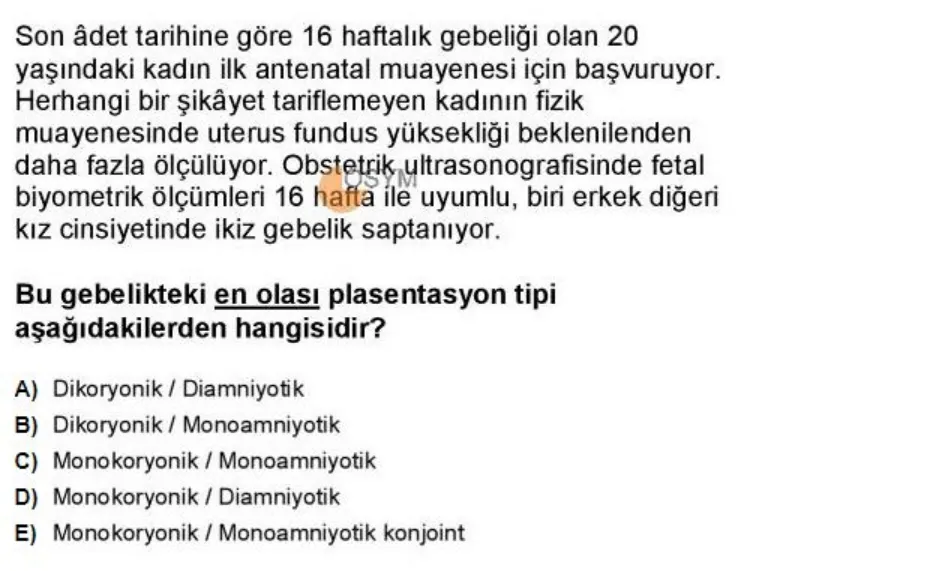 Son âdet tarihine göre 16 haftalık gebeliği olan 20
yaşındaki kadın ilk antenatal muayenesi için başvuruyor.
Herhangi bir şikâyet tariflemeyen kadının fizik
muayenesinde uterus fundus yüksekliği beklenilenden
daha fazla ölçülüyor. Obstetrik ultrasonografisinde fetal
ÖSYM
biyometrik ölçümleri 16 hafta ile uyumlu, biri erkek diğeri
kız cinsiyetinde ikiz gebelik saptanıyor.
Bu gebelikteki en olası plasentasyon tipi
aşağıdakilerden hangisidir?
A) Dikoryonik / Diamniyotik
B) Dikoryonik / Monoamniyotik
C) Monokoryonik / Monoamniyotik
D) Monokoryonik / Diamniyotik
E) Monokoryonik / Monoamniyotik konjoint